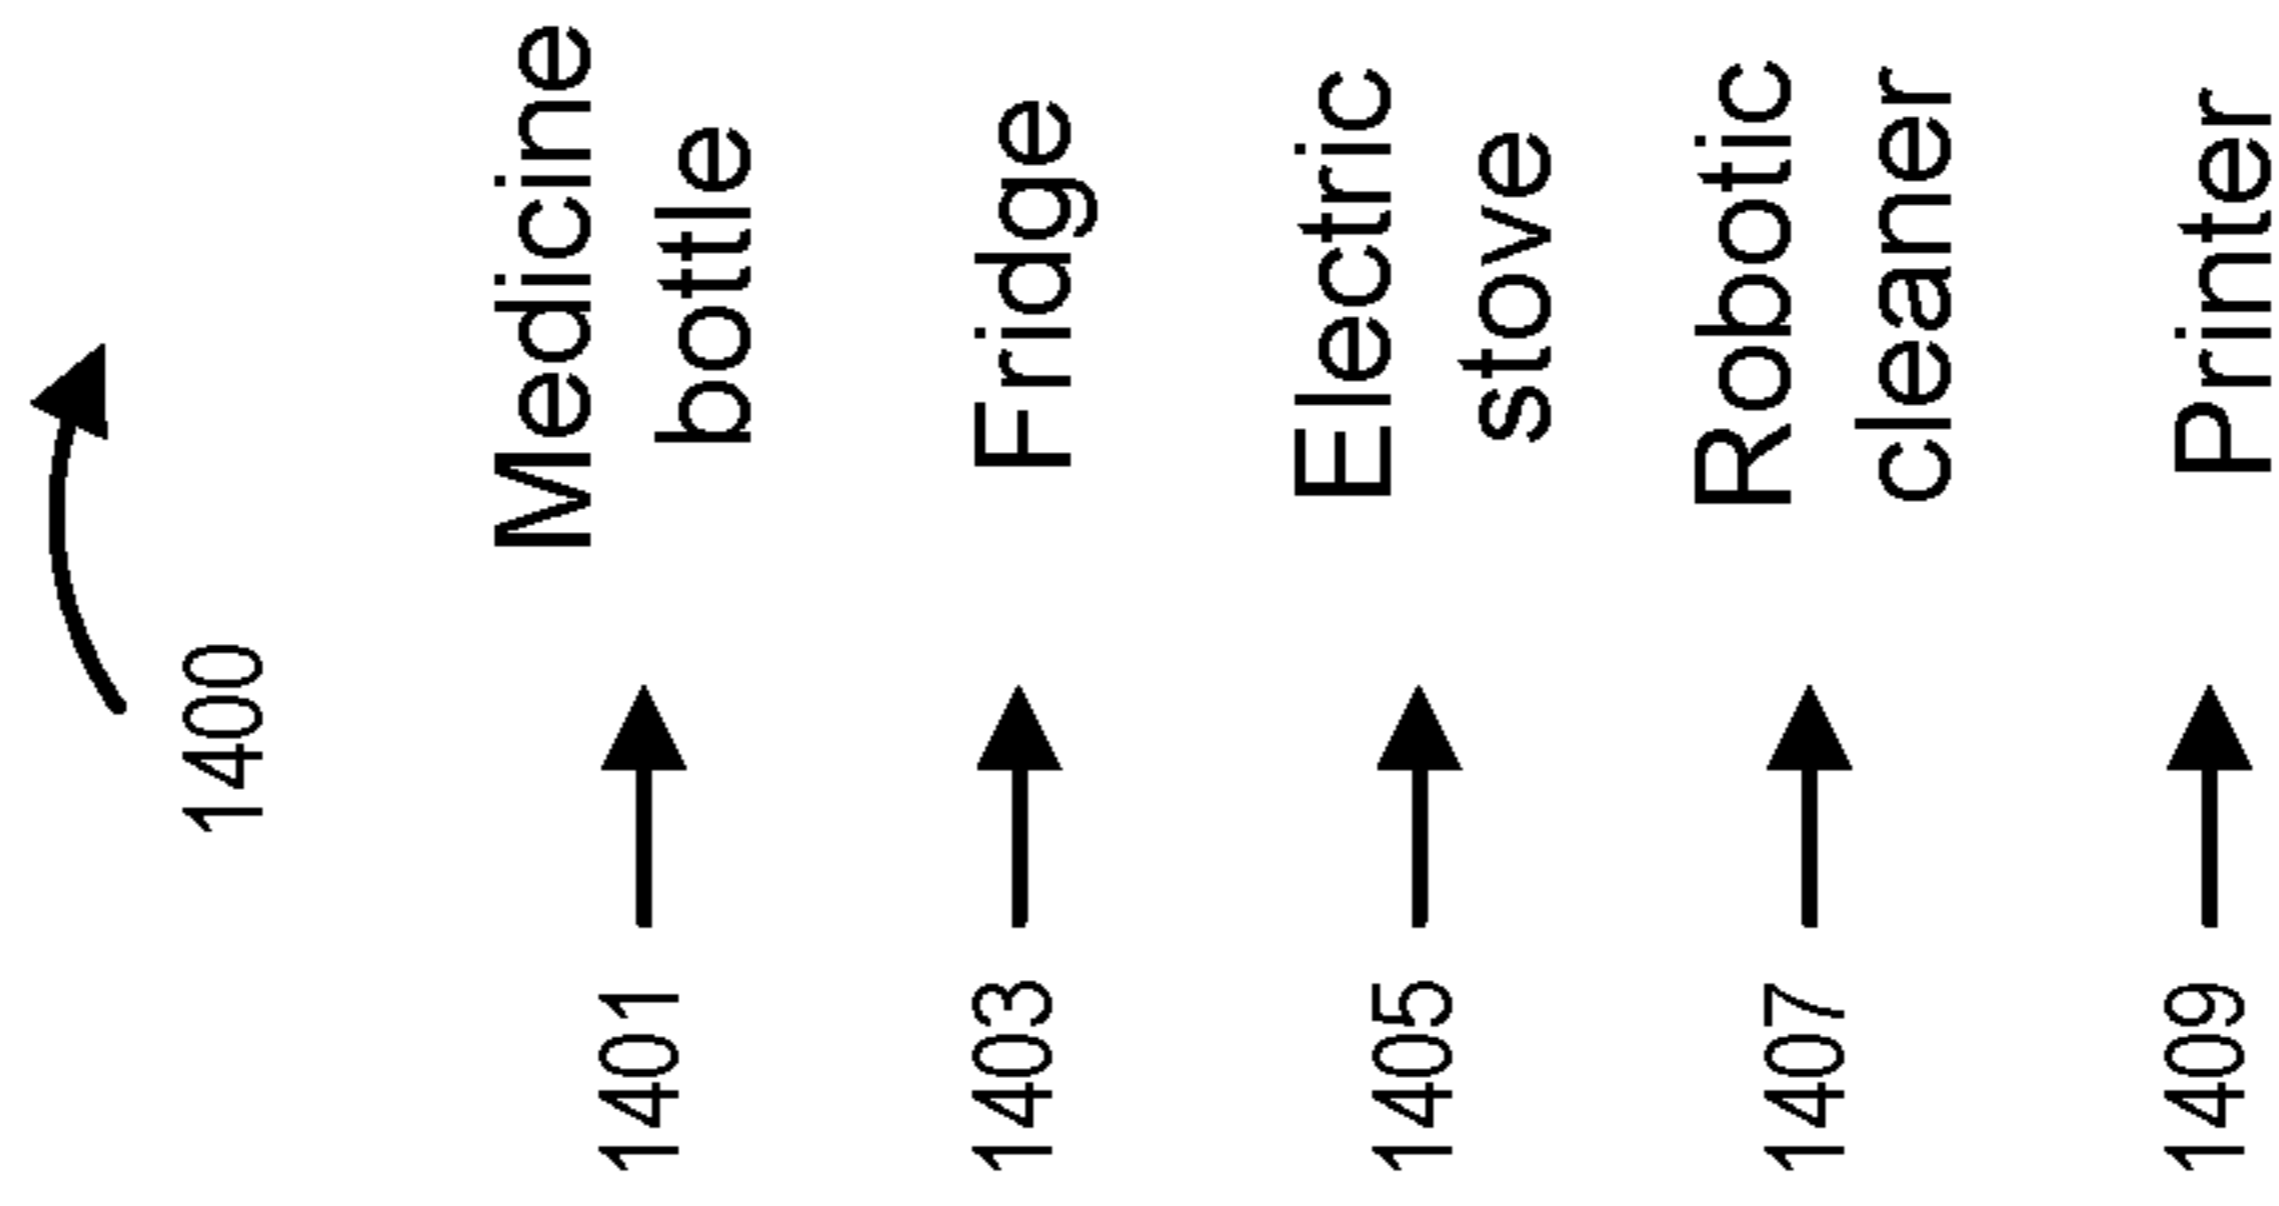 1400
1401
Medicine
bottle
1403
Fridge
1405
Electric
stove
1407
Robotic
cleaner
1409
Printer